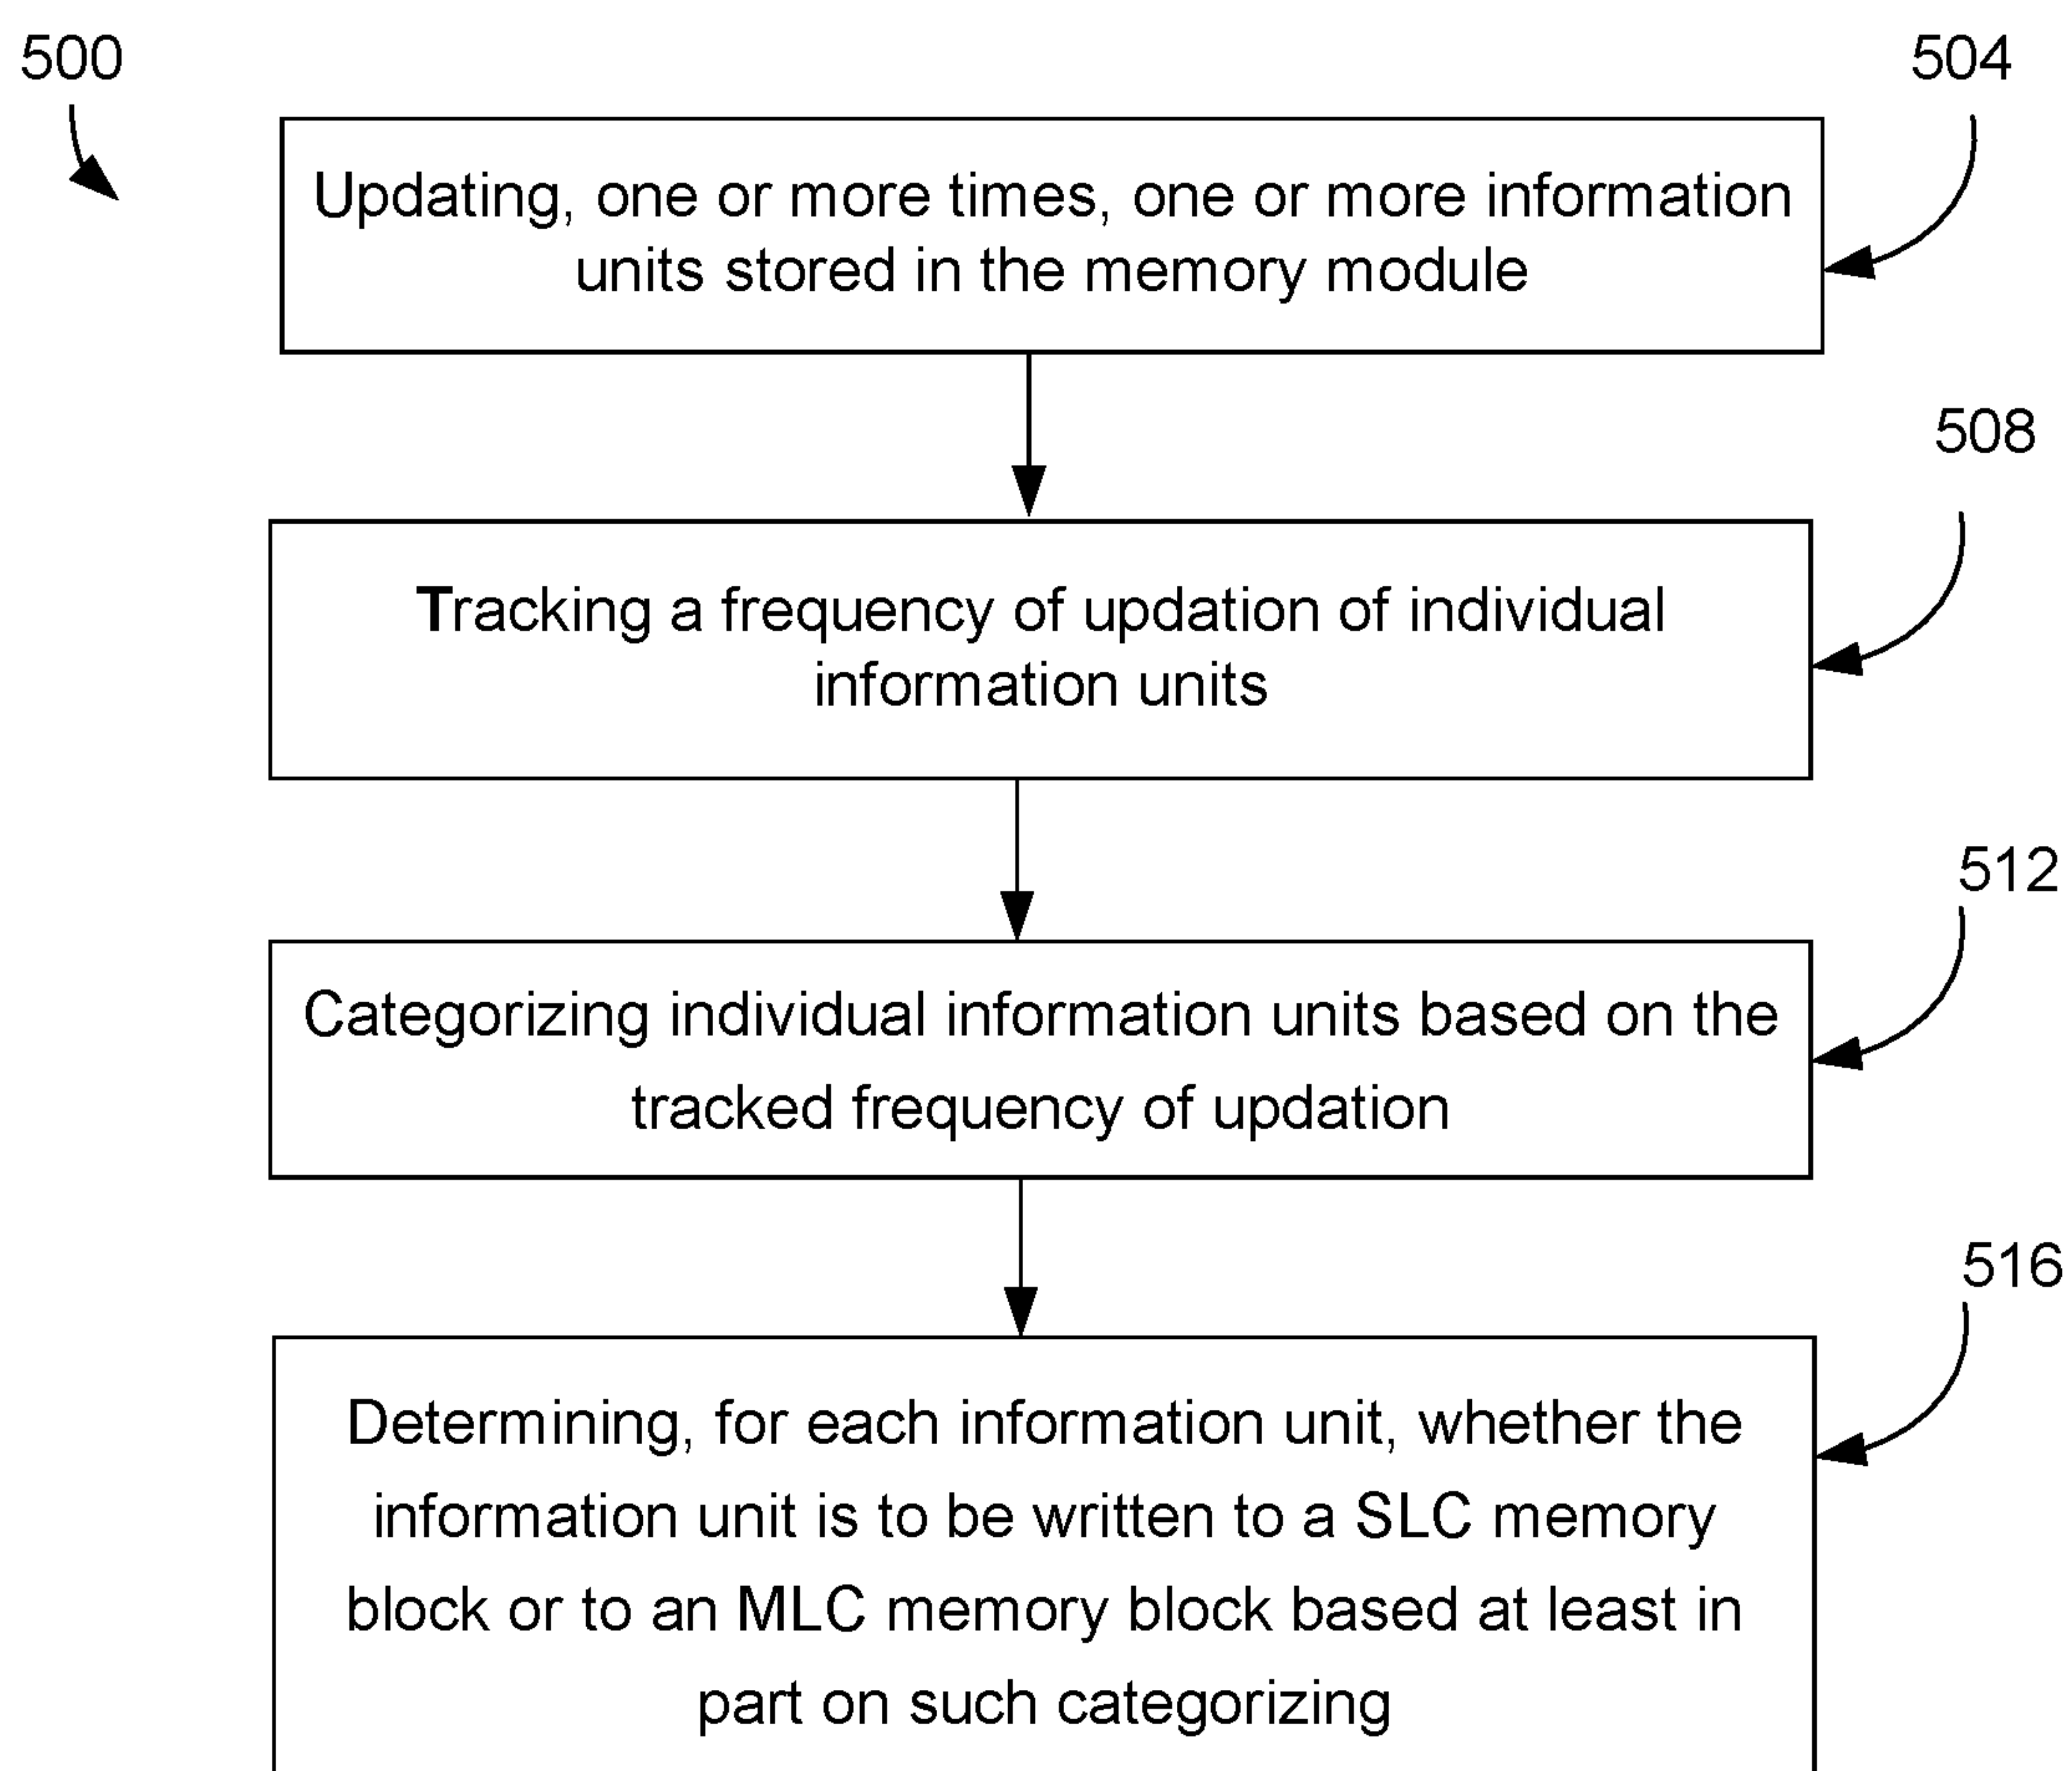 500
504
Updating, one or more times, one or more information
units stored in the memory module
508
Tracking a frequency of updation of individual
information units
512
Categorizing individual information units based on the
tracked frequency of updation
516
Determining, for each information unit, whether the
information unit is to be written to a SLC memory
block or to an MLC memory block based at least in
part on such categorizing